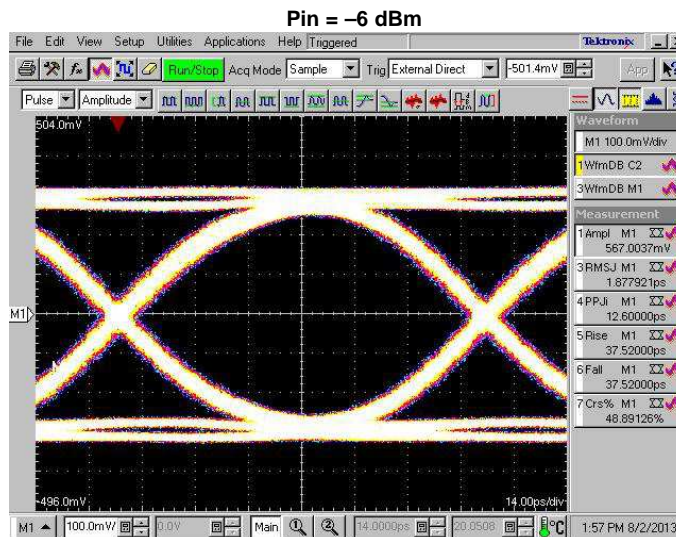 Pin = –6 dBm
File Edit View Setup Utilities Applications Help Triggered Tektronix
Run/Stop Acq Mode Sample Trig External Direct -501.4mV App
Pulse Amplitude
504.0mV
Waveform
M1 100.0mV/div
1 WfmDB C2
3 WfmDB M1
Measurement
1 Ampl M1
567.0037mV
3 RMSJ M1
1.877921ps
4 PPJi M1
12.60000ps
5 Rise M1
37.52000ps
6 Fall M1
37.52000ps
7 Crs% M1
48.89126%
M1
-496.0mV
14.00ps/div
M1 100.0mV/ 0.0V Main 1 2 14.0000ps 20.0508 °C 1:57 PM 8/2/2013